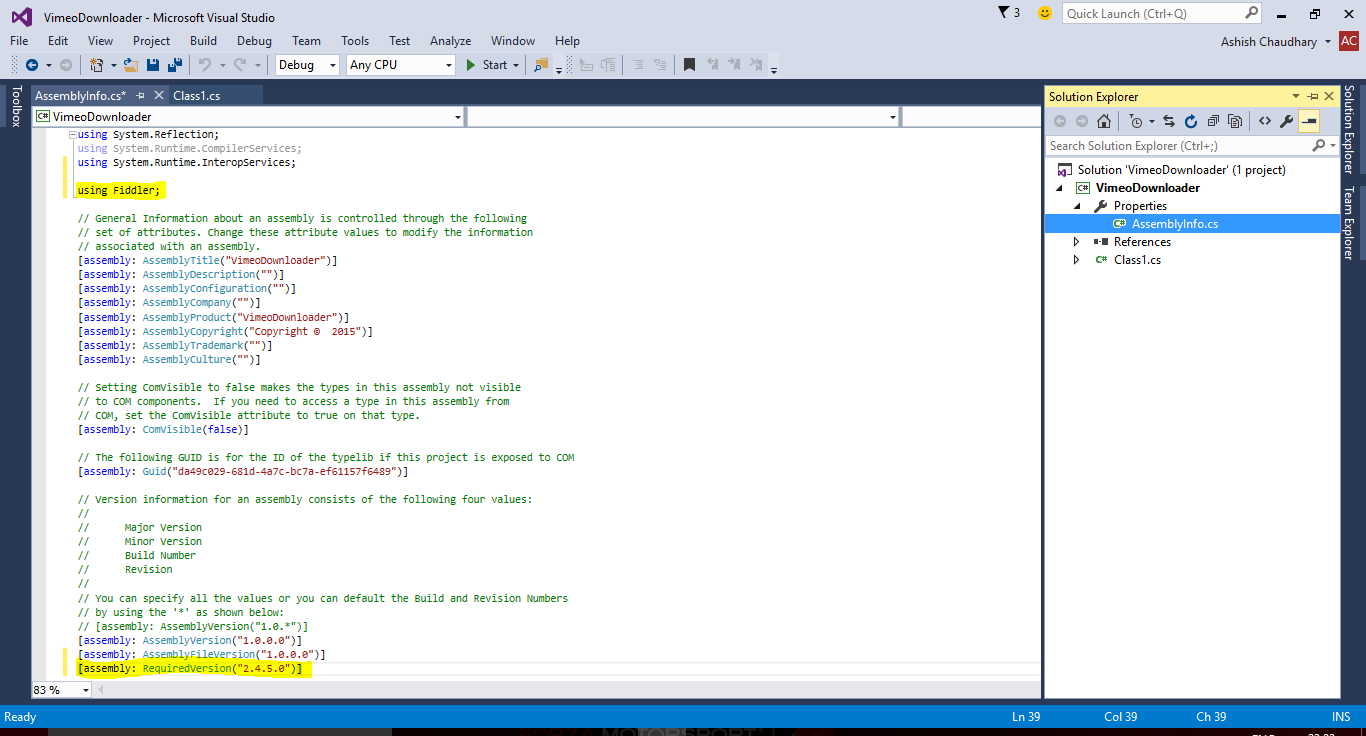 VimeoDownloader - Microsoft Visual Studio
3
Quick Launch (Ctrl+Q)
File Edit View Project Build Debug Team Tools Test Analyze Window Help
Ashish Chaudhary
AC
Debug
Any CPU
Start
Toolbox
AssemblyInfo.cs*
Class1.cs
C# VimeoDownloader
using System.Reflection;
using System.Runtime.CompilerServices;
using System.Runtime.InteropServices;
using Fiddler;
// General Information about an assembly is controlled through the following
// set of attributes. Change these attribute values to modify the information
// associated with an assembly.
[assembly: AssemblyTitle("VimeoDownloader")]
[assembly: AssemblyDescription("")]
[assembly: AssemblyConfiguration("")]
[assembly: AssemblyCompany("")]
[assembly: AssemblyProduct("VimeoDownloader")]
[assembly: AssemblyCopyright("Copyright ©  2015")]
[assembly: AssemblyTrademark("")]
[assembly: AssemblyCulture("")]
// Setting ComVisible to false makes the types in this assembly not visible
// to COM components.  If you need to access a type in this assembly from
// COM, set the ComVisible attribute to true on that type.
[assembly: ComVisible(false)]
// The following GUID is for the ID of the typelib if this project is exposed to COM
[assembly: Guid("da49c029-681d-4a7c-bc7a-ef61157f6489")]
// Version information for an assembly consists of the following four values:
//
//      Major Version
//      Minor Version
//      Build Number
//      Revision
//
// You can specify all the values or you can default the Build and Revision Numbers
// by using the '*' as shown below:
// [assembly: AssemblyVersion("1.0.*")]
[assembly: AssemblyVersion("1.0.0.0")]
[assembly: AssemblyFileVersion("1.0.0.0")]
[assembly: RequiredVersion("2.4.5.0")]
83 %
Solution Explorer
Search Solution Explorer (Ctrl+;)
Solution 'VimeoDownloader' (1 project)
C# VimeoDownloader
Properties
C# AssemblyInfo.cs
References
C# Class1.cs
Solution Explorer
Team Explorer
Ready
Ln 39
Col 39
Ch 39
INS
MOTORSPORT